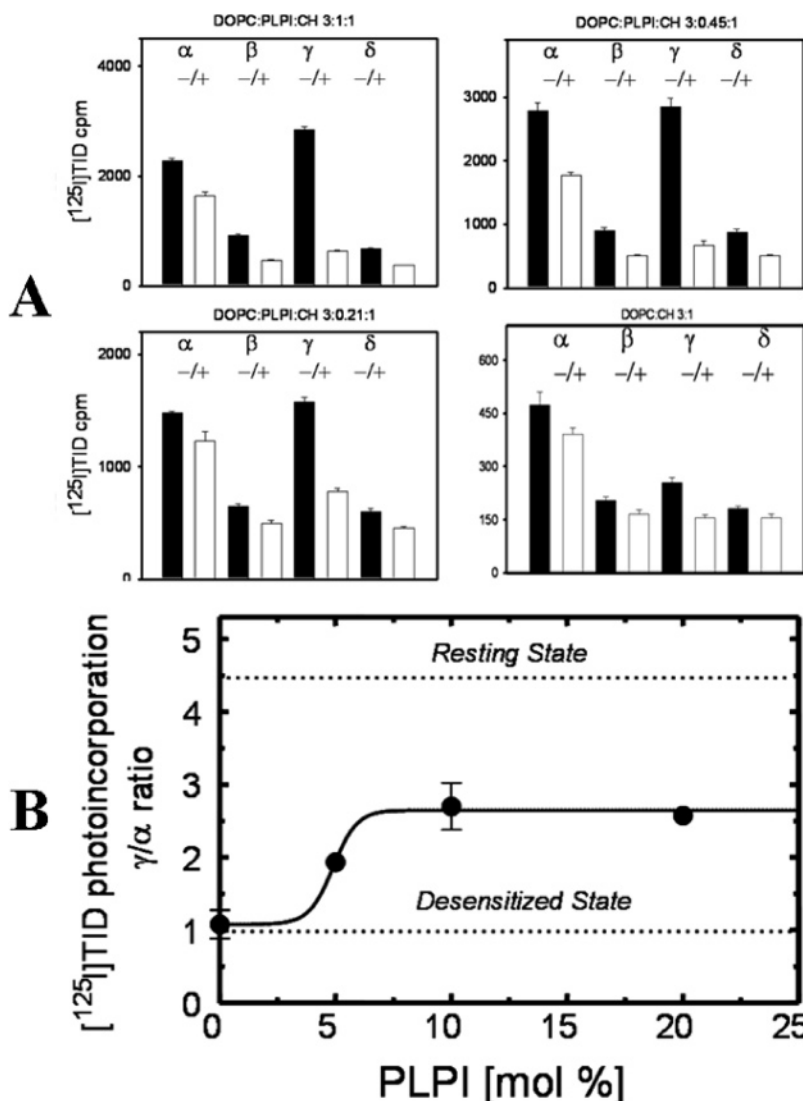 A
DOPC:PLPI:CH 3:1:1
α β γ δ
−/+ −/+ −/+ −/+
4000
2000
0
[¹²⁵I]TID cpm
DOPC:PLPI:CH 3:0.45:1
α β γ δ
−/+ −/+ −/+ −/+
3000
2000
1000
0
DOPC:PLPI:CH 3:0.21:1
α β γ δ
−/+ −/+ −/+ −/+
2000
1000
0
[¹²⁵I]TID cpm
DOPC:CH 3:1
α β γ δ
−/+ −/+ −/+ −/+
600
450
300
150
0
B
[¹²⁵I]TID photoincorporation
γ/α ratio
5
4
3
2
1
0
Resting State
Desensitized State
0 5 10 15 20 25
PLPI [mol %]